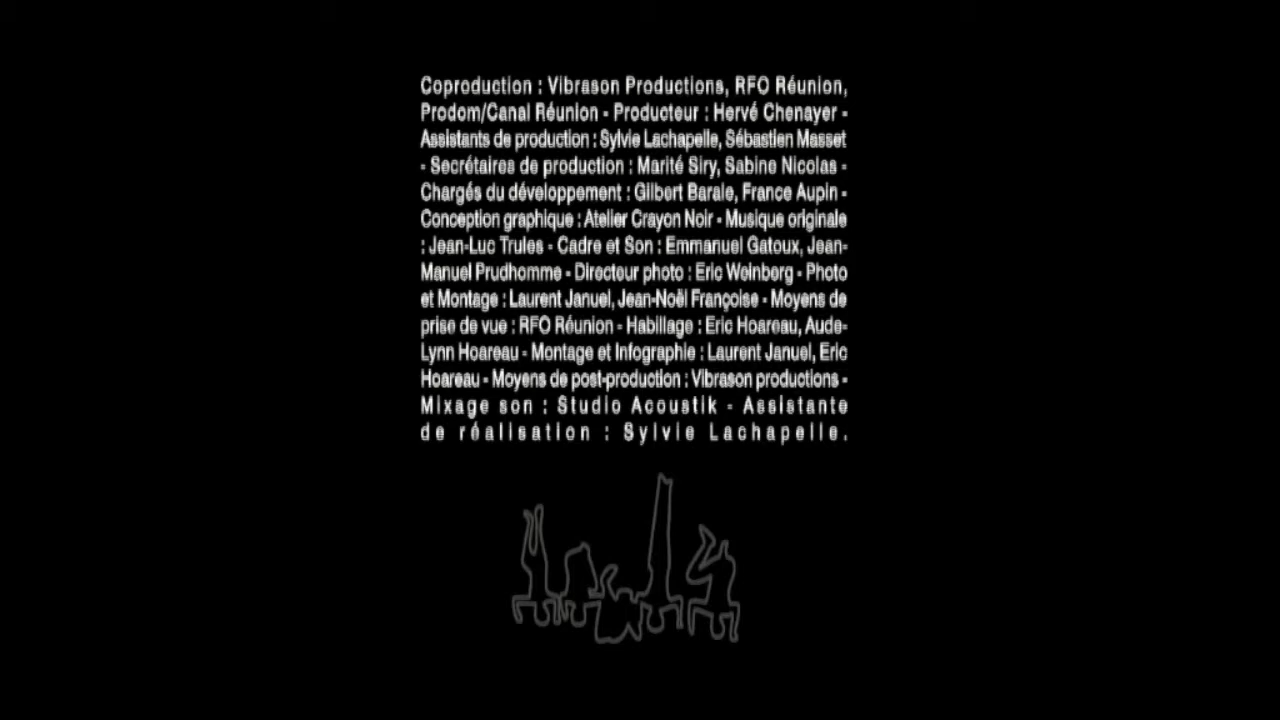 Coproduction : Vibrason Productions, RFO Réunion,
Prodom/Canal Réunion - Producteur : Hervé Chenayer -
Assistants de production : Sylvie Lachapelle, Sébastien Masset
- Secrétaires de production : Marité Siry, Sabine Nicolas -
Chargés du développement : Gilbert Barale, France Aupin -
Conception graphique : Atelier Crayon Noir - Musique originale
: Jean-Luc Trules - Cadre et Son : Emmanuel Gatoux, Jean-
Manuel Prudhomme - Directeur photo : Eric Weinberg - Photo
et Montage : Laurent Januel, Jean-Noël Françoise - Moyens de
prise de vue : RFO Réunion - Habillage : Eric Hoareau, Aude-
Lynn Hoareau - Montage et Infographie : Laurent Januel, Eric
Hoareau - Moyens de post-production : Vibrason productions -
Mixage son : Studio Acoustik - Assistante
de réalisation : Sylvie Lachapelle.